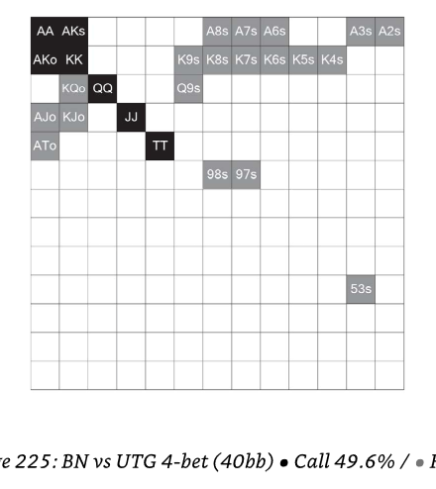 AA AKs A8s A7s A6s A3s A2s
AKo KK K9s K8s K7s K6s K5s K4s
KQo QQ Q9s
AJo KJo JJ
ATo TT
98s 97s
53s
225: BN vs UTG 4-bet (40bb) • Call 49.6% / •